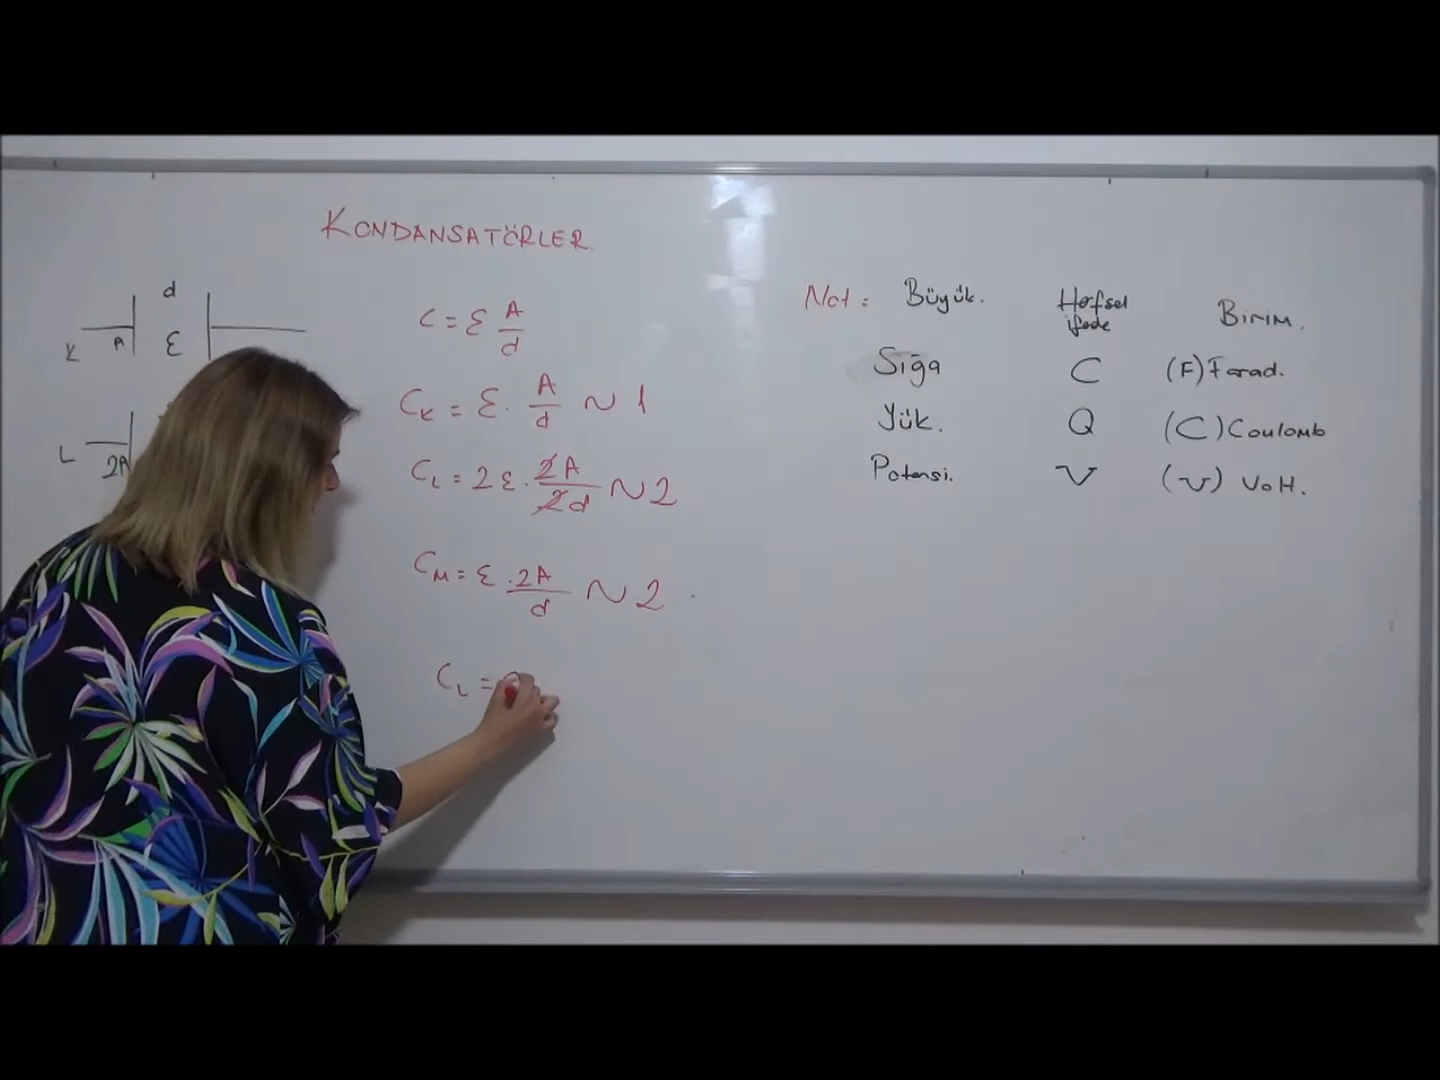 KONDANSATÖRLER
d
K A ε
L 2A
C = ε A/d
C_K = ε. A/d ~ 1
C_L = 2ε. 2A/2d ~ 2
C_M = ε. 2A/d ~ 2
C_L =
Not: Büyük. Harfsel ifade Birim.
Sığa C (F) Farad.
Yük. Q (C) Coulomb
Potensi. V (V) Volt.